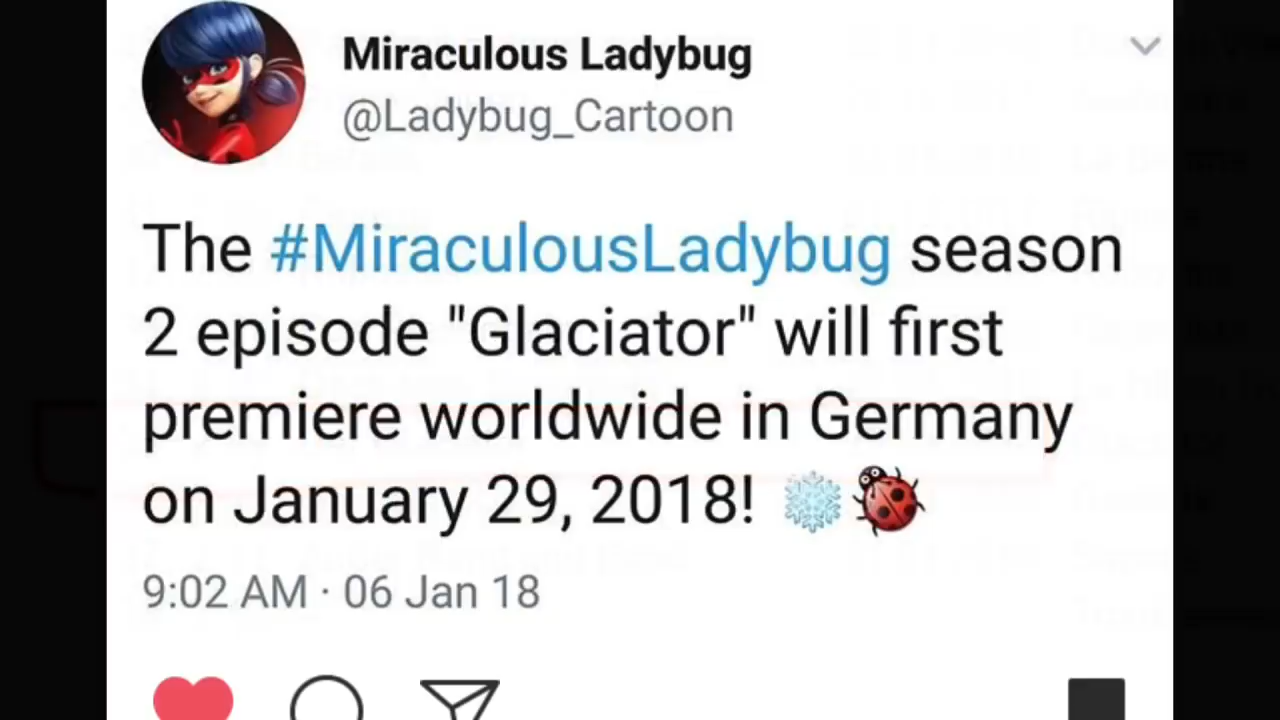 Miraculous Ladybug
@Ladybug_Cartoon
The #MiraculousLadybug season
2 episode "Glaciator" will first
premiere worldwide in Germany
on January 29, 2018! ❄️🐞
9:02 AM · 06 Jan 18